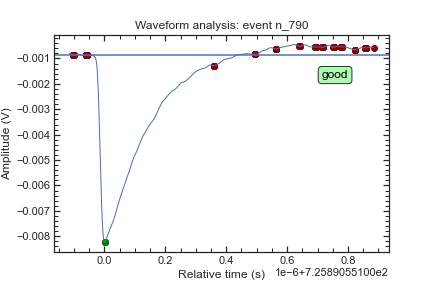 Waveform analysis: event n_790
Amplitude (V)
−0.001
−0.002
−0.003
−0.004
−0.005
−0.006
−0.007
−0.008
good
0.0 0.2 0.4 0.6 0.8
Relative time (s)
1e−6+7.2589055100e2